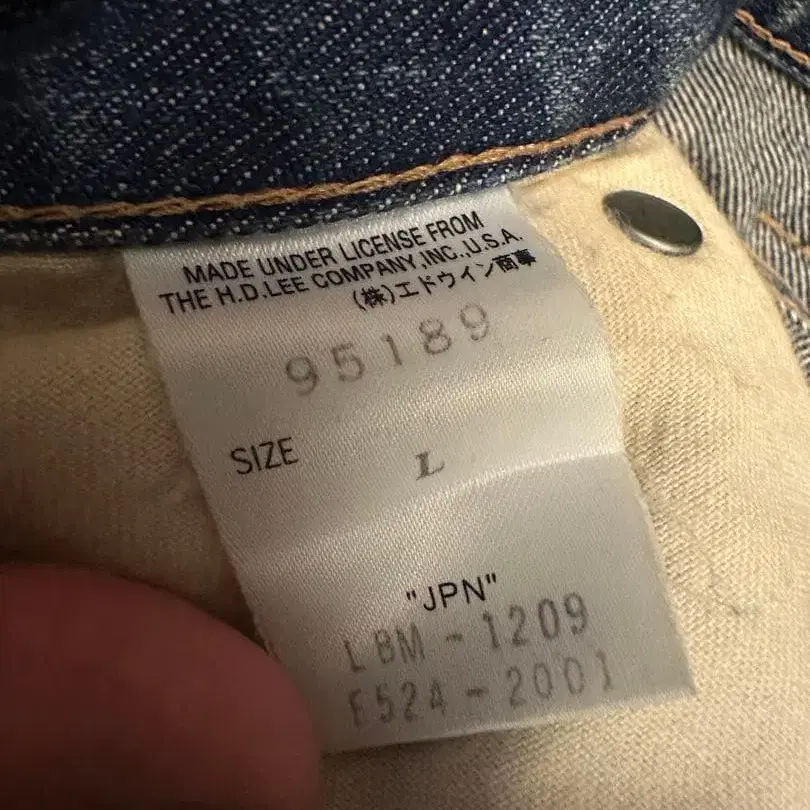 MADE UNDER LICENSE FROM
THE H.D.LEE COMPANY,INC.,U.S.A.
(株)エドウイン商事
95189
SIZE L
"JPN"
LBM-1209
E524-2001